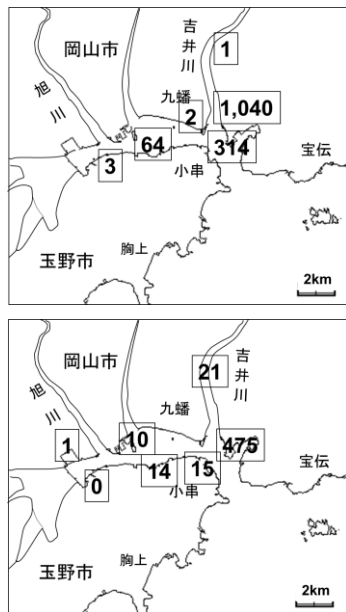 岡山市
吉井川
1
旭川
九蟠
1,040
2
64
314
3
小串
宝伝
玉野市
胸上
2km
岡山市
吉井川
旭川
21
九蟠
1
10
475
14
15
宝伝
0
小串
胸上
玉野市
2km